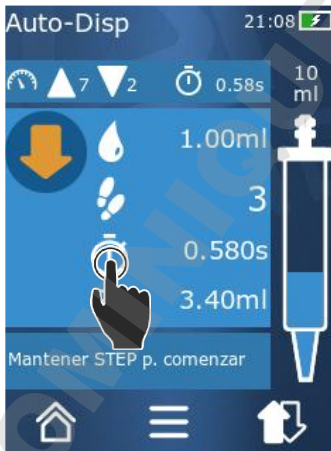 Auto-Disp 21:08
7 2 0.58s 10 ml
1.00ml
3
0.580s
3.40ml
Mantener STEP p. comenzar